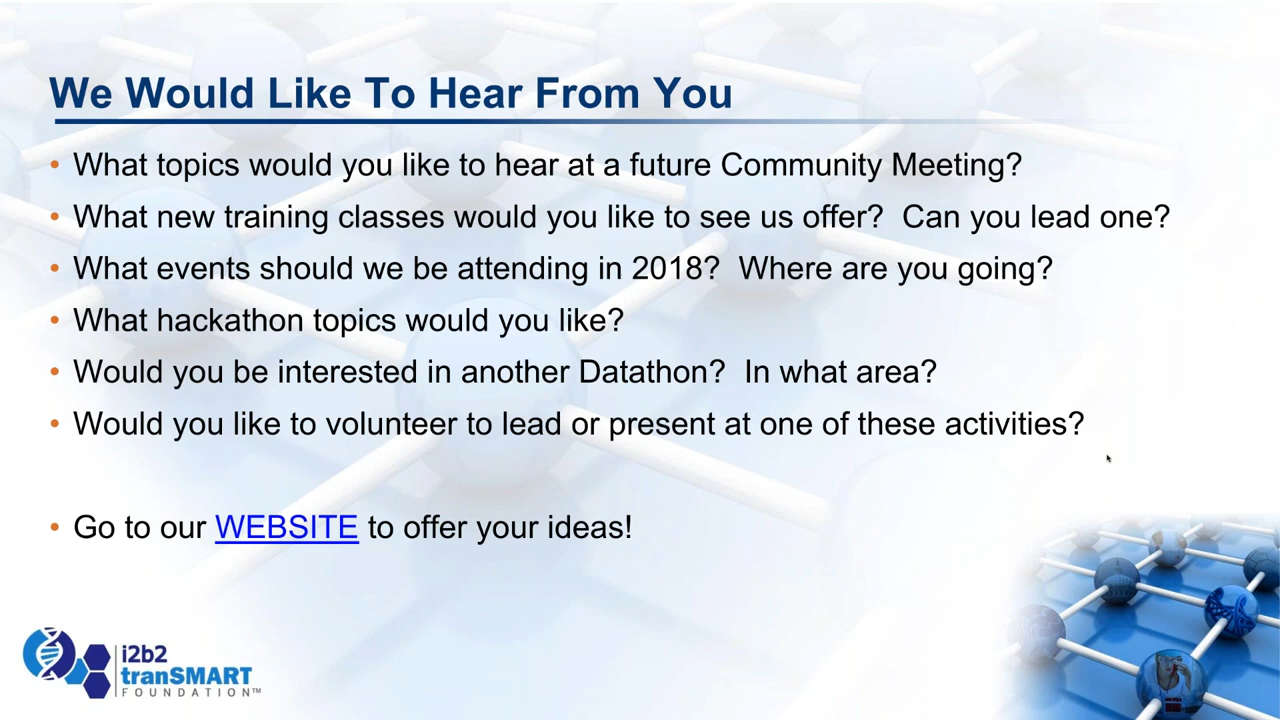 We Would Like To Hear From You
• What topics would you like to hear at a future Community Meeting?
• What new training classes would you like to see us offer?  Can you lead one?
• What events should we be attending in 2018?  Where are you going?
• What hackathon topics would you like?
• Would you be interested in another Datathon?  In what area?
• Would you like to volunteer to lead or present at one of these activities?
• Go to our WEBSITE to offer your ideas!
i2b2
tranSMART
FOUNDATION™